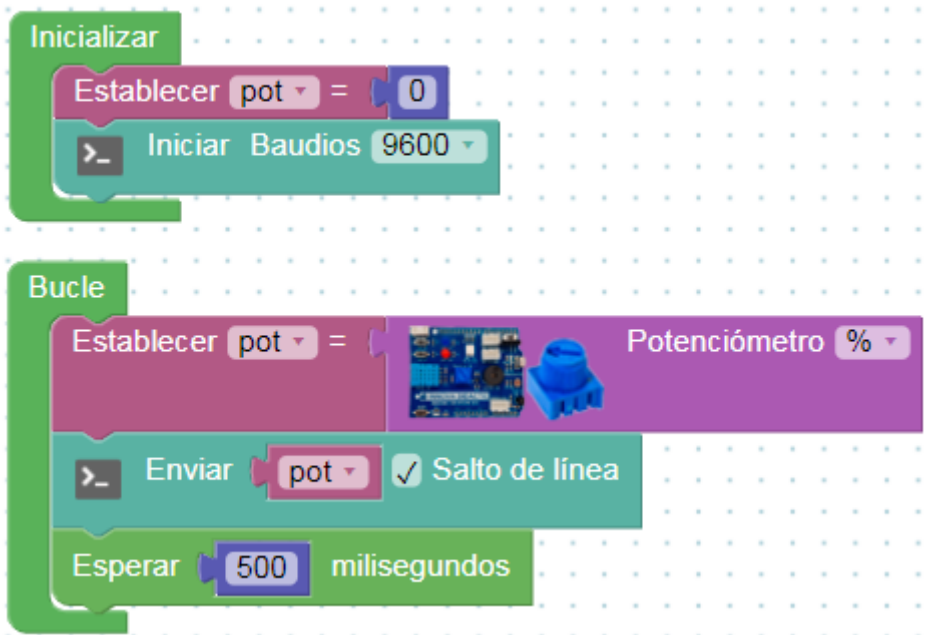 Inicializar
Establecer pot = 0
>_ Iniciar Baudios 9600
Bucle
Establecer pot = Potenciómetro %
>_ Enviar pot ✓ Salto de línea
Esperar 500 milisegundos